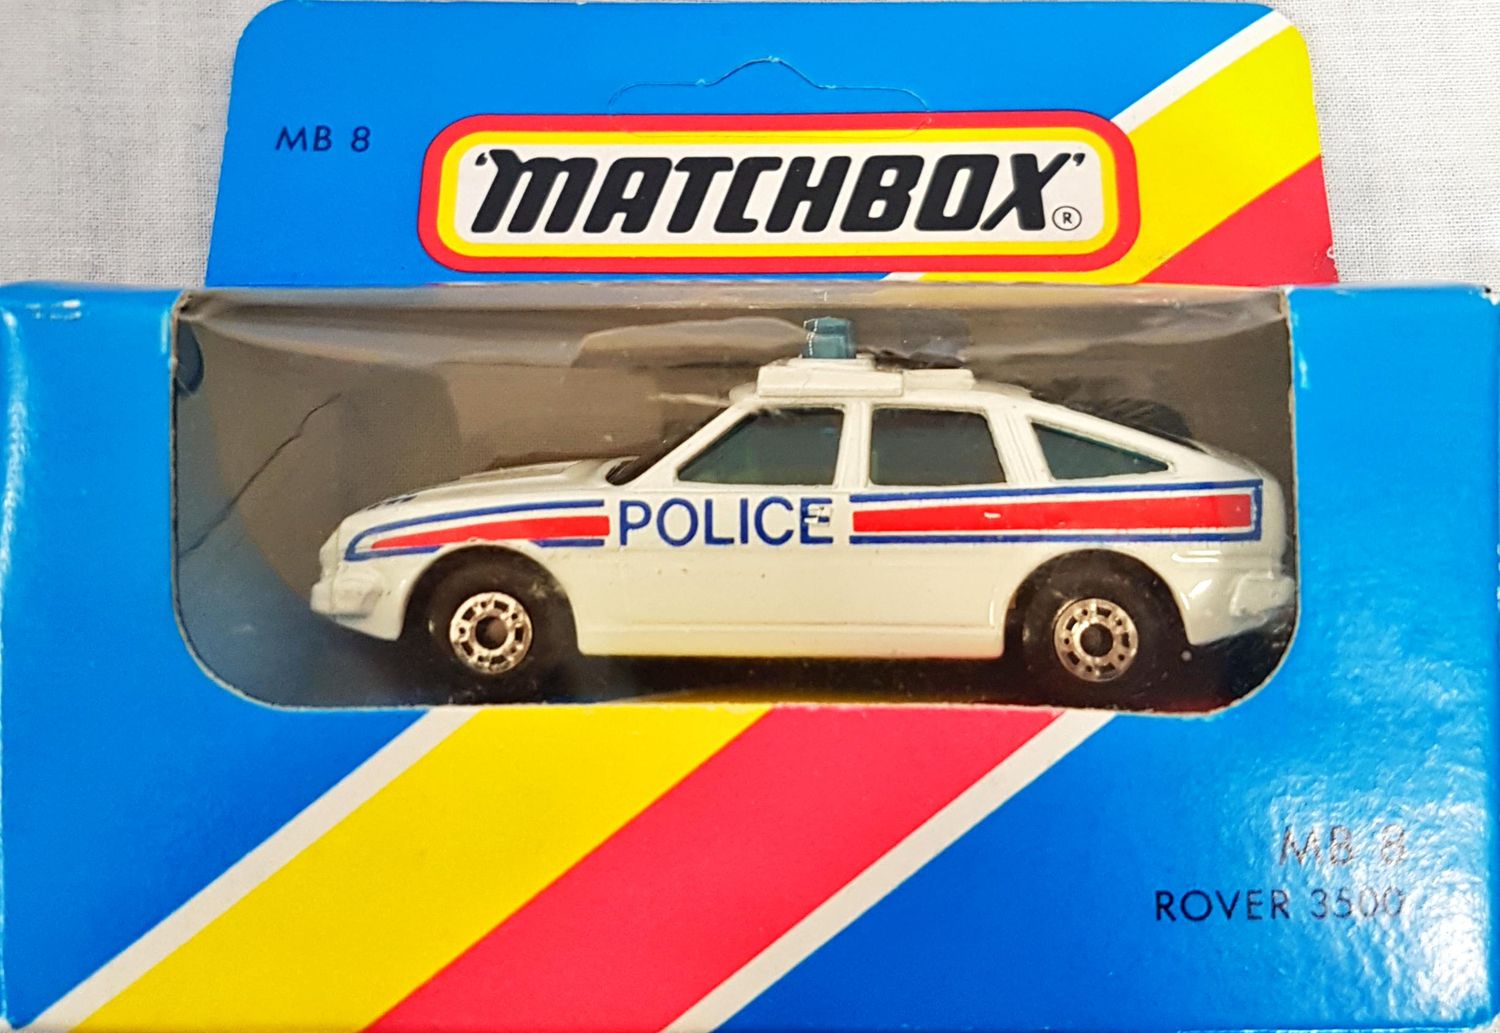 MB 8
'MATCHBOX'®
POLICE
MB 8
ROVER 3500